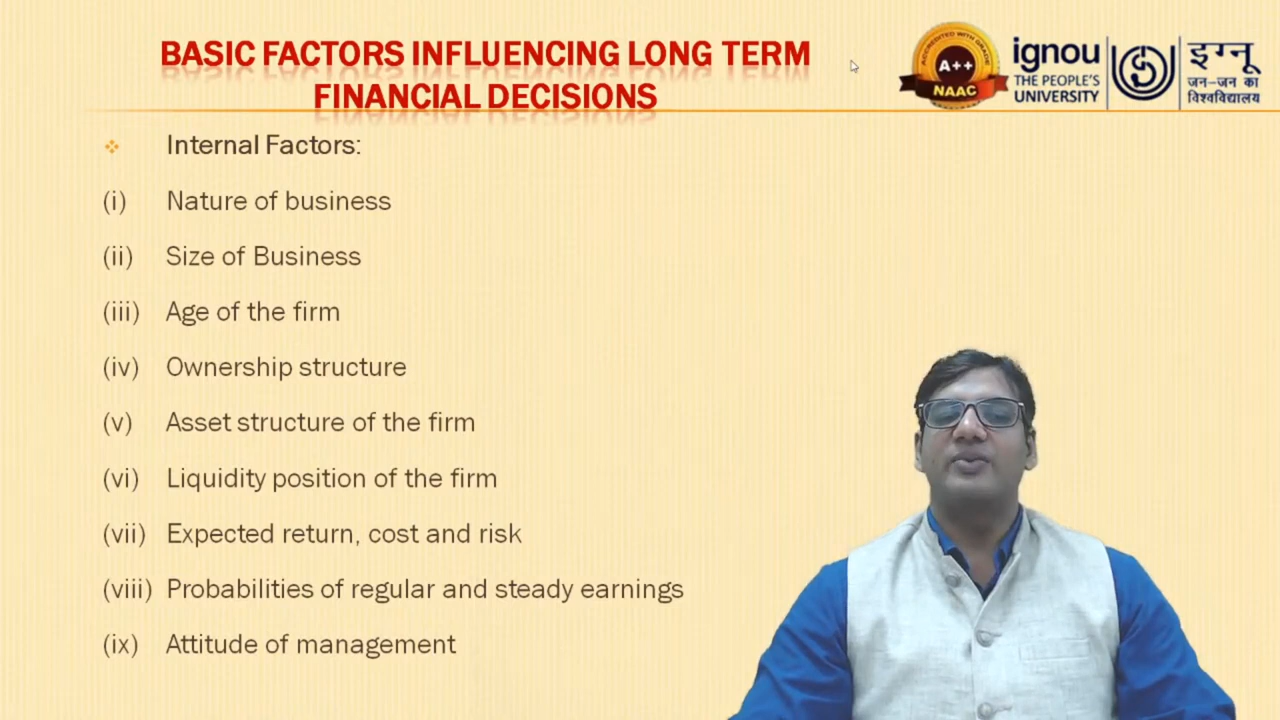 BASIC FACTORS INFLUENCING LONG TERM
FINANCIAL DECISIONS
ACCREDITED WITH GRADE
A++
NAAC
ignou
THE PEOPLE'S
UNIVERSITY
इग्नू
जन-जन का
विश्वविद्यालय
Internal Factors:
(i) Nature of business
(ii) Size of Business
(iii) Age of the firm
(iv) Ownership structure
(v) Asset structure of the firm
(vi) Liquidity position of the firm
(vii) Expected return, cost and risk
(viii) Probabilities of regular and steady earnings
(ix) Attitude of management